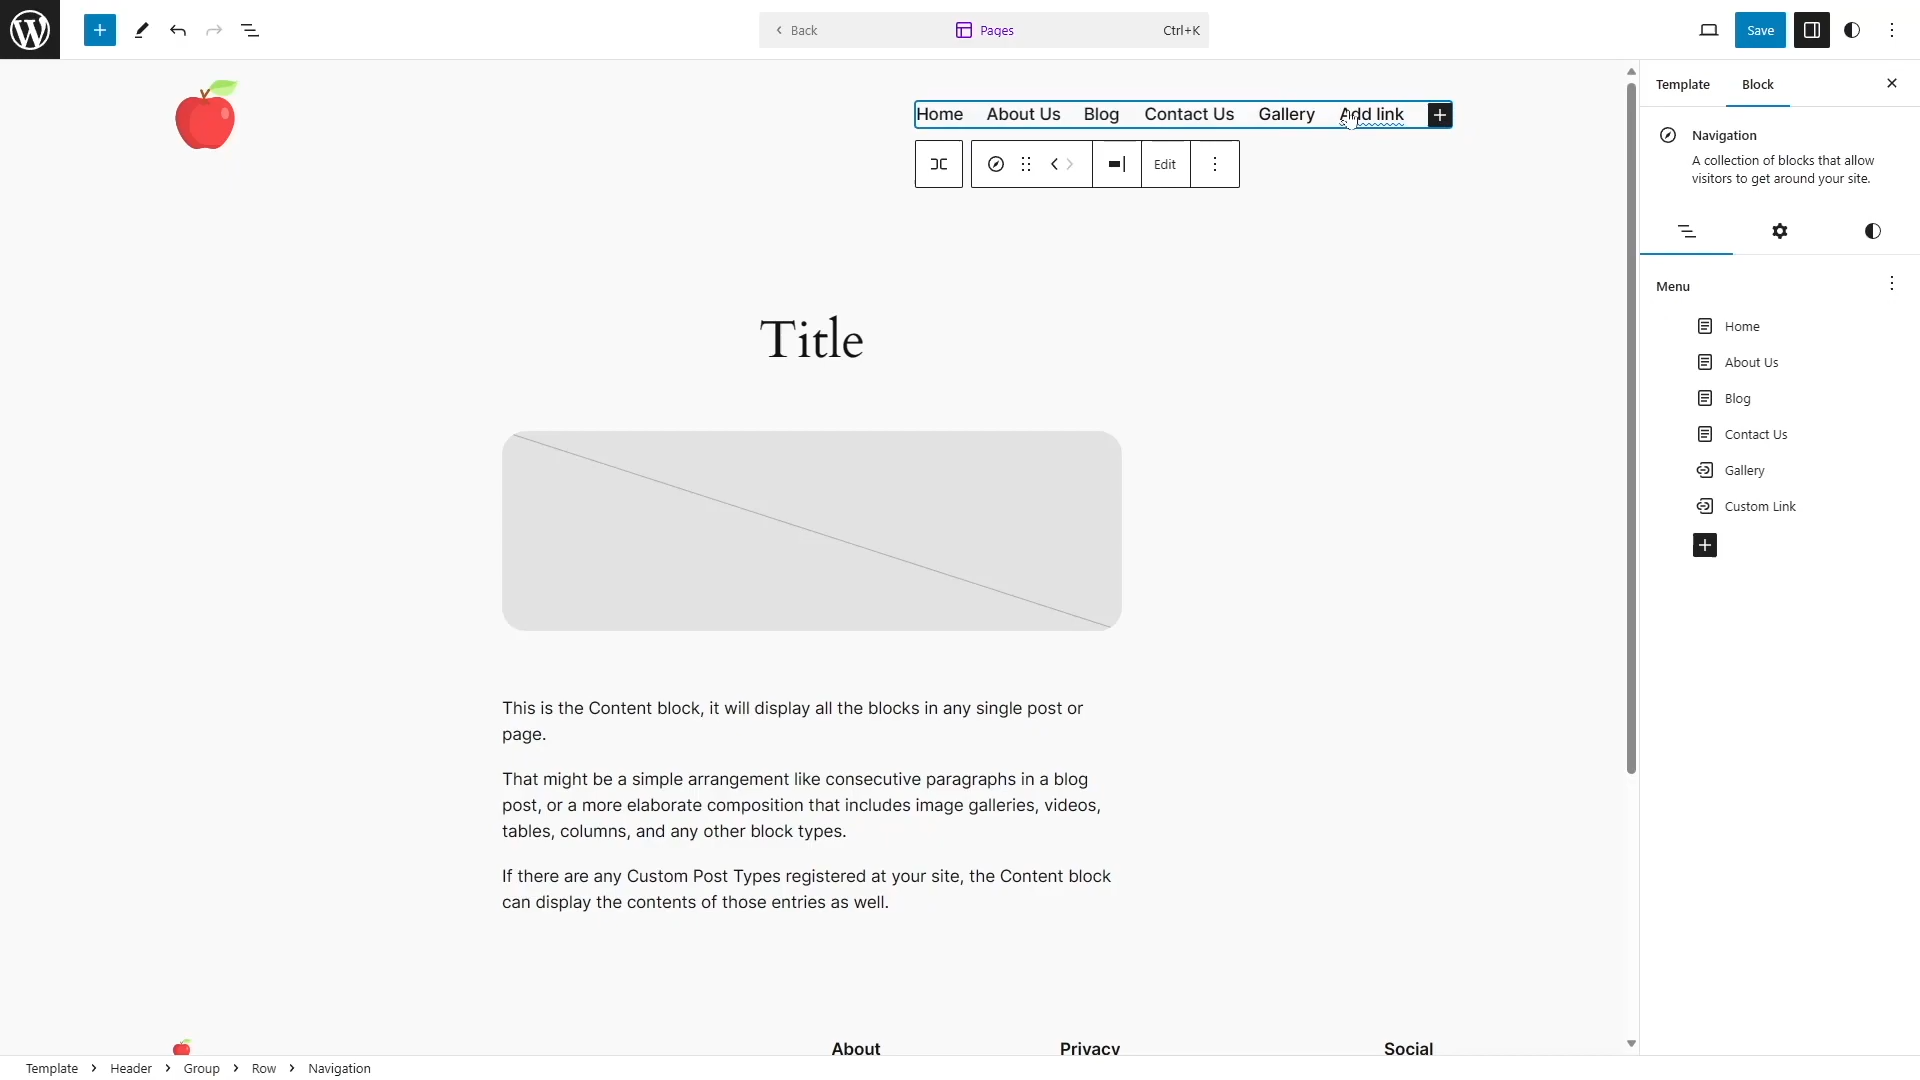 Back
Pages
Ctrl+K
Save
Home
About Us
Blog
Contact Us
Gallery
Add link
Edit
Title
This is the Content block, it will display all the blocks in any single post or
page.
That might be a simple arrangement like consecutive paragraphs in a blog
post, or a more elaborate composition that includes image galleries, videos,
tables, columns, and any other block types.
If there are any Custom Post Types registered at your site, the Content block
can display the contents of those entries as well.
About
Privacy
Social
Template
Block
Navigation
A collection of blocks that allow
visitors to get around your site.
Menu
Home
About Us
Blog
Contact Us
Gallery
Custom Link
Template
Header
Group
Row
Navigation